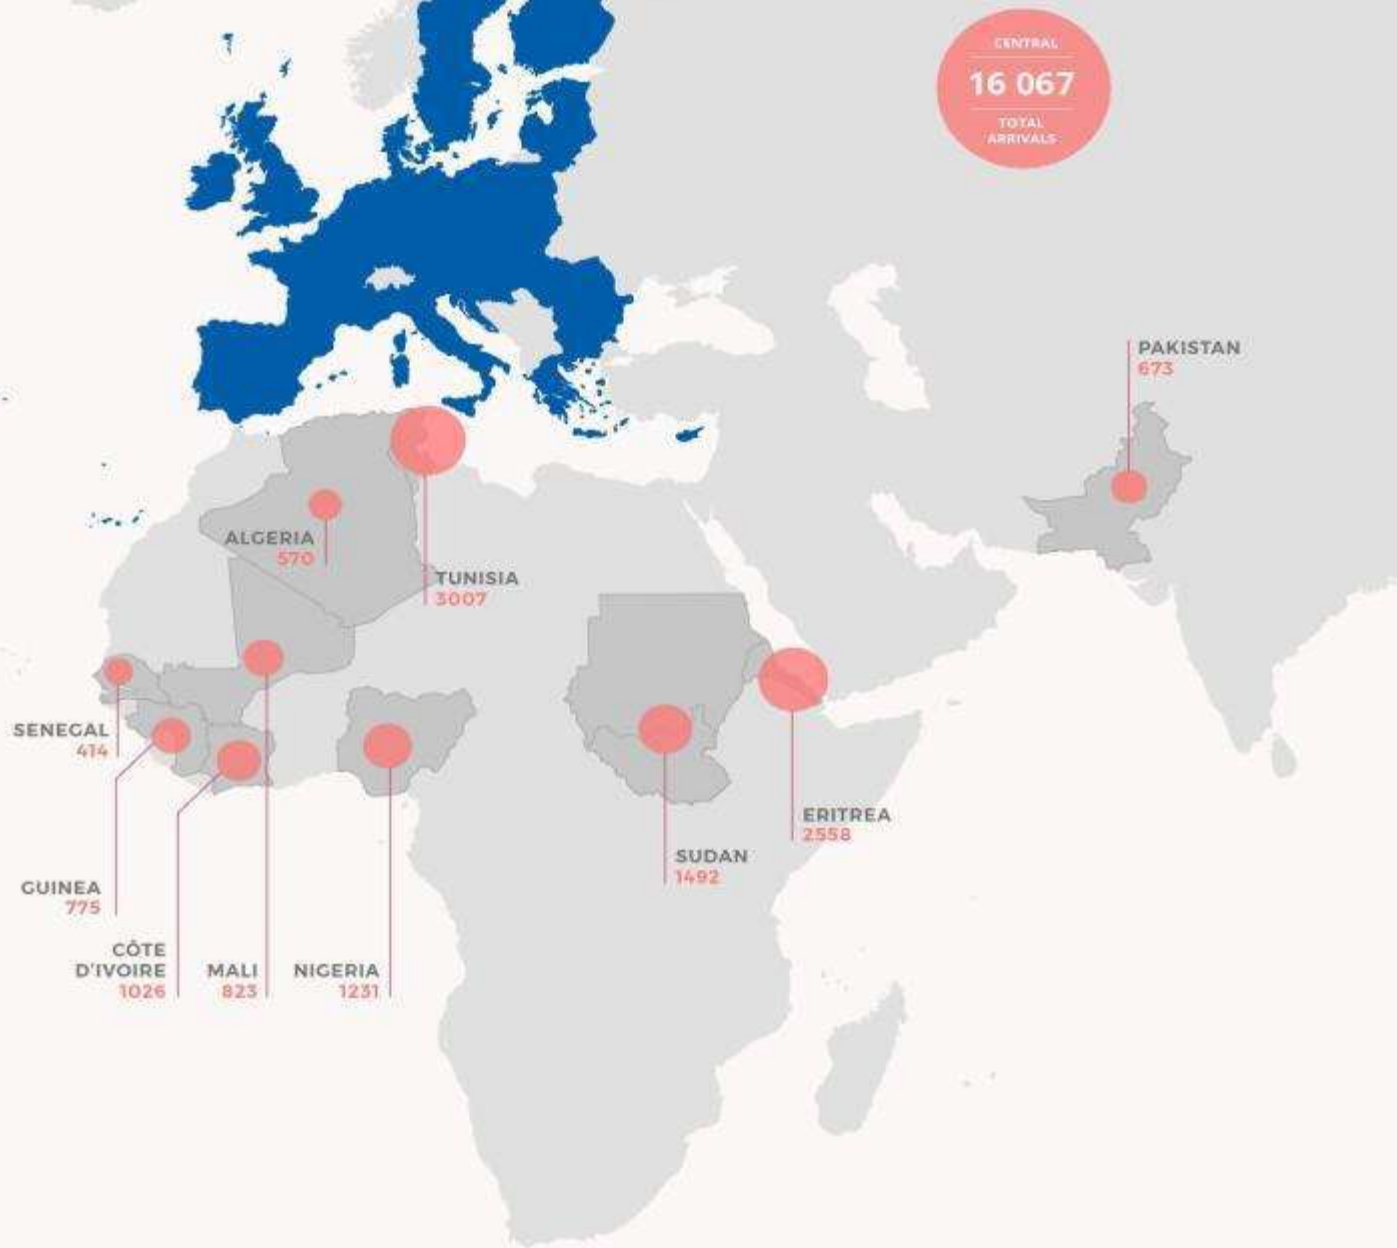 CENTRAL
16 067
TOTAL
ARRIVALS
PAKISTAN
673
ALGERIA
570
TUNISIA
3007
SENEGAL
414
ERITREA
2558
SUDAN
1492
GUINEA
775
CÔTE
D'IVOIRE
1026
MALI
823
NIGERIA
1231